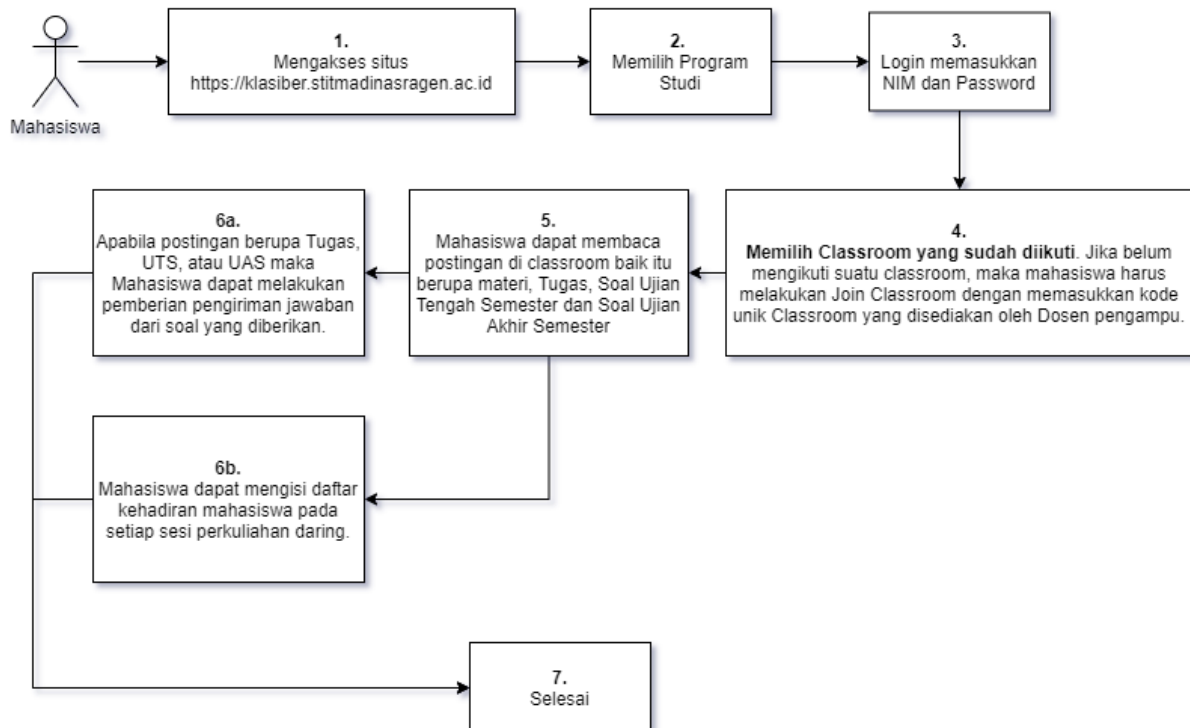 Mahasiswa
1.
Mengakses situs
https://klasiber.stitmadinasragen.ac.id
2.
Memilih Program
Studi
3.
Login memasukkan
NIM dan Password
4.
Memilih Classroom yang sudah diikuti. Jika belum
mengikuti suatu classroom, maka mahasiswa harus
melakukan Join Classroom dengan memasukkan kode
unik Classroom yang disediakan oleh Dosen pengampu.
5.
Mahasiswa dapat membaca
postingan di classroom baik itu
berupa materi, Tugas, Soal Ujian
Tengah Semester dan Soal Ujian
Akhir Semester
6a.
Apabila postingan berupa Tugas,
UTS, atau UAS maka
Mahasiswa dapat melakukan
pemberian pengiriman jawaban
dari soal yang diberikan.
6b.
Mahasiswa dapat mengisi daftar
kehadiran mahasiswa pada
setiap sesi perkuliahan daring.
7.
Selesai